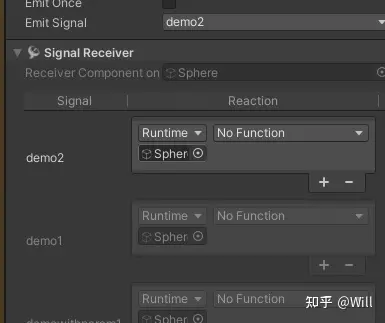 Emit Once
Emit Signal demo2
Signal Receiver
Receiver Component on Sphere
Signal Reaction
Runtime No Function
demo2 Spher
Runtime No Function
demo1 Spher
Runtime No Function
demowithparam1 Spher
知乎 @Will